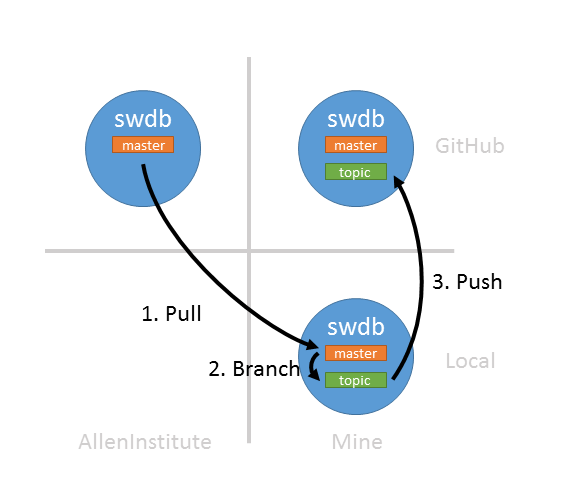 swdb
master
swdb
master
topic
GitHub
1. Pull
3. Push
swdb
master
2. Branch
topic
Local
AllenInstitute
Mine